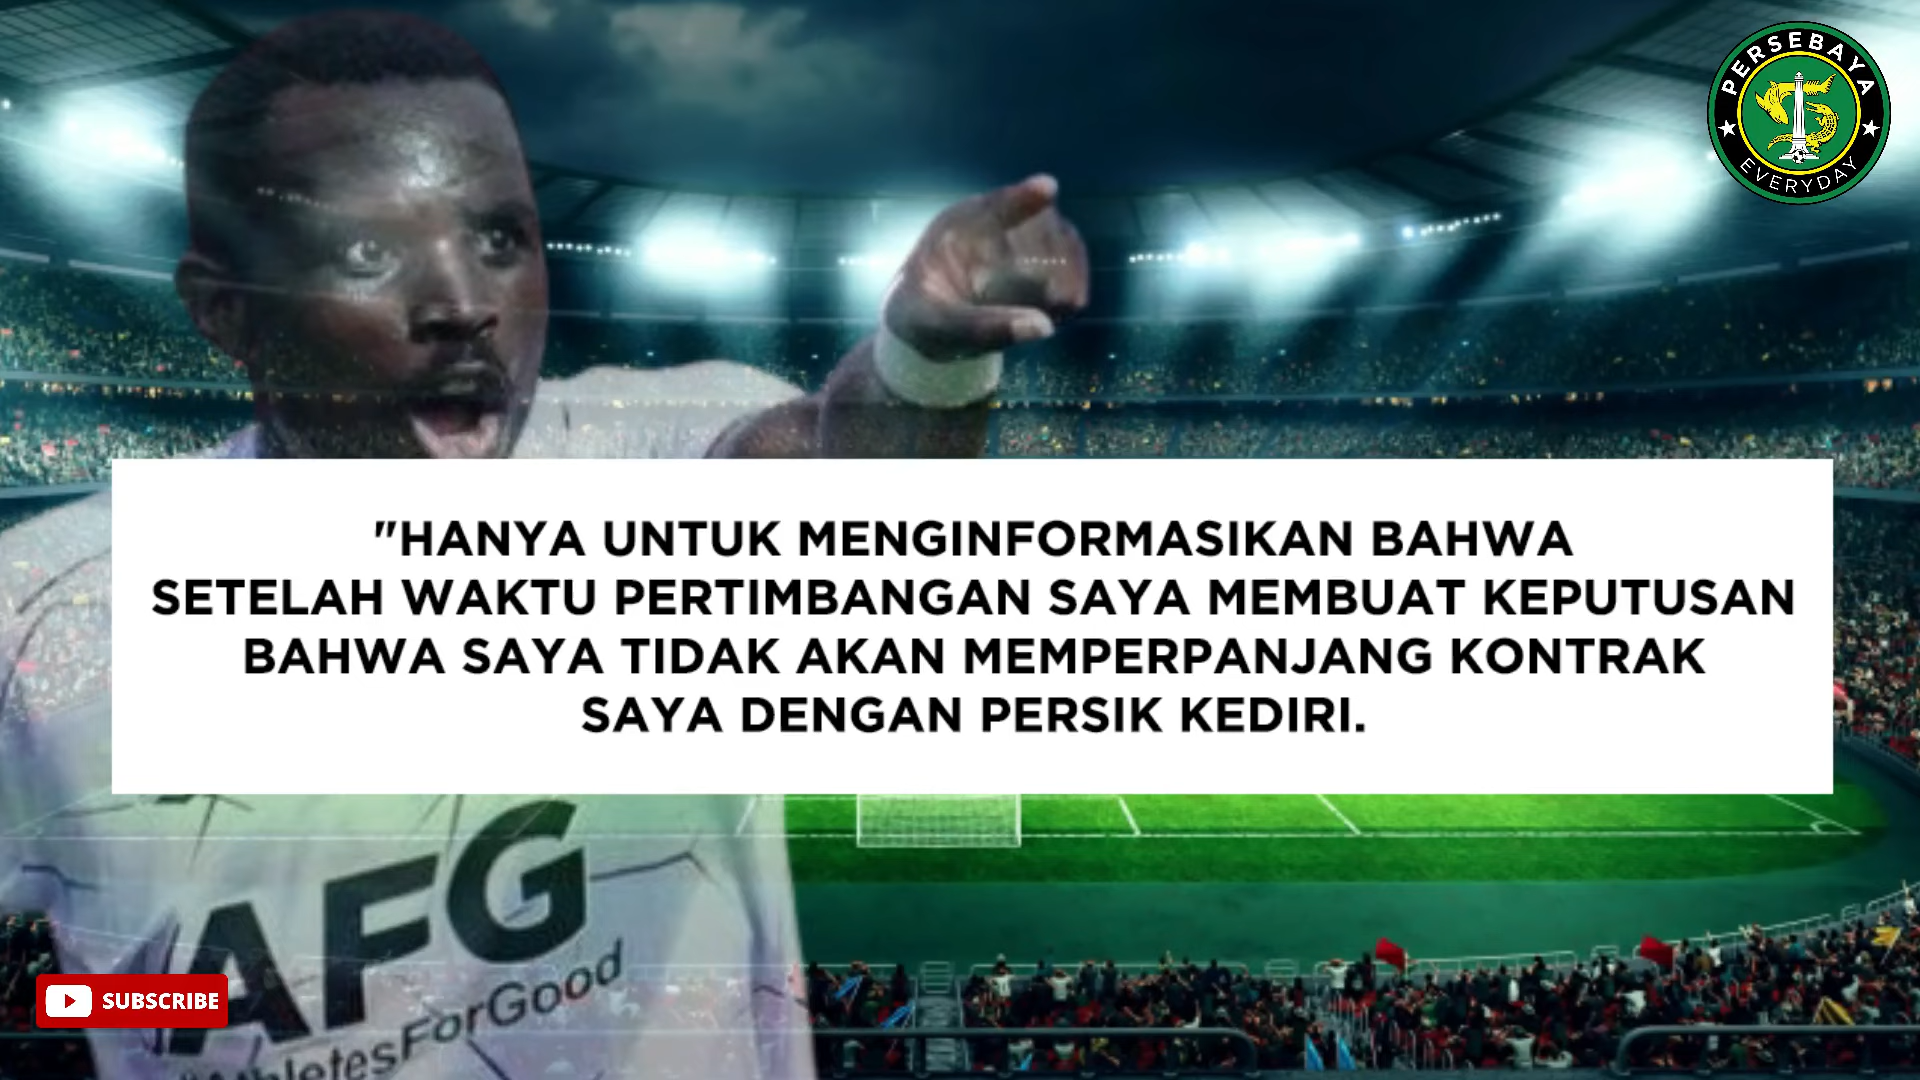 PERSEBAYA
EVERYDAY
"HANYA UNTUK MENGINFORMASIKAN BAHWA
SETELAH WAKTU PERTIMBANGAN SAYA MEMBUAT KEPUTUSAN
BAHWA SAYA TIDAK AKAN MEMPERPANJANG KONTRAK
SAYA DENGAN PERSIK KEDIRI.
AFG
#AthletesForGood
SUBSCRIBE